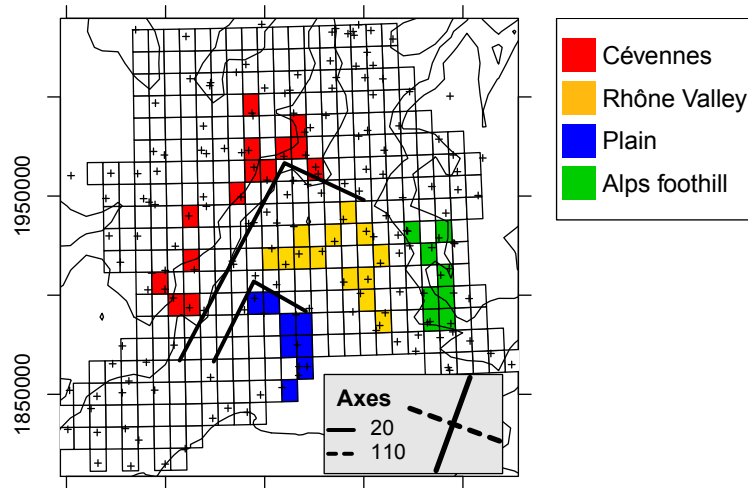 Cévennes
Rhône Valley
Plain
Alps foothill
1950000
1850000
Axes
20
110